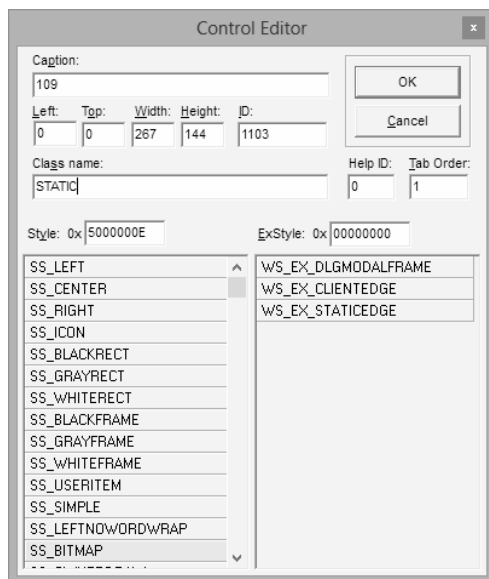 Control Editor
x
Caption:
109
OK
Left: Top: Width: Height: ID:
0 0 267 144 1103
Cancel
Class name: Help ID: Tab Order:
STATIC 0 1
Style: 0x 5000000E ExStyle: 0x 00000000
SS_LEFT WS_EX_DLGMODALFRAME
SS_CENTER WS_EX_CLIENTEDGE
SS_RIGHT WS_EX_STATICEDGE
SS_ICON
SS_BLACKRECT
SS_GRAYRECT
SS_WHITERECT
SS_BLACKFRAME
SS_GRAYFRAME
SS_WHITEFRAME
SS_USERITEM
SS_SIMPLE
SS_LEFTNOWORDWRAP
SS_BITMAP